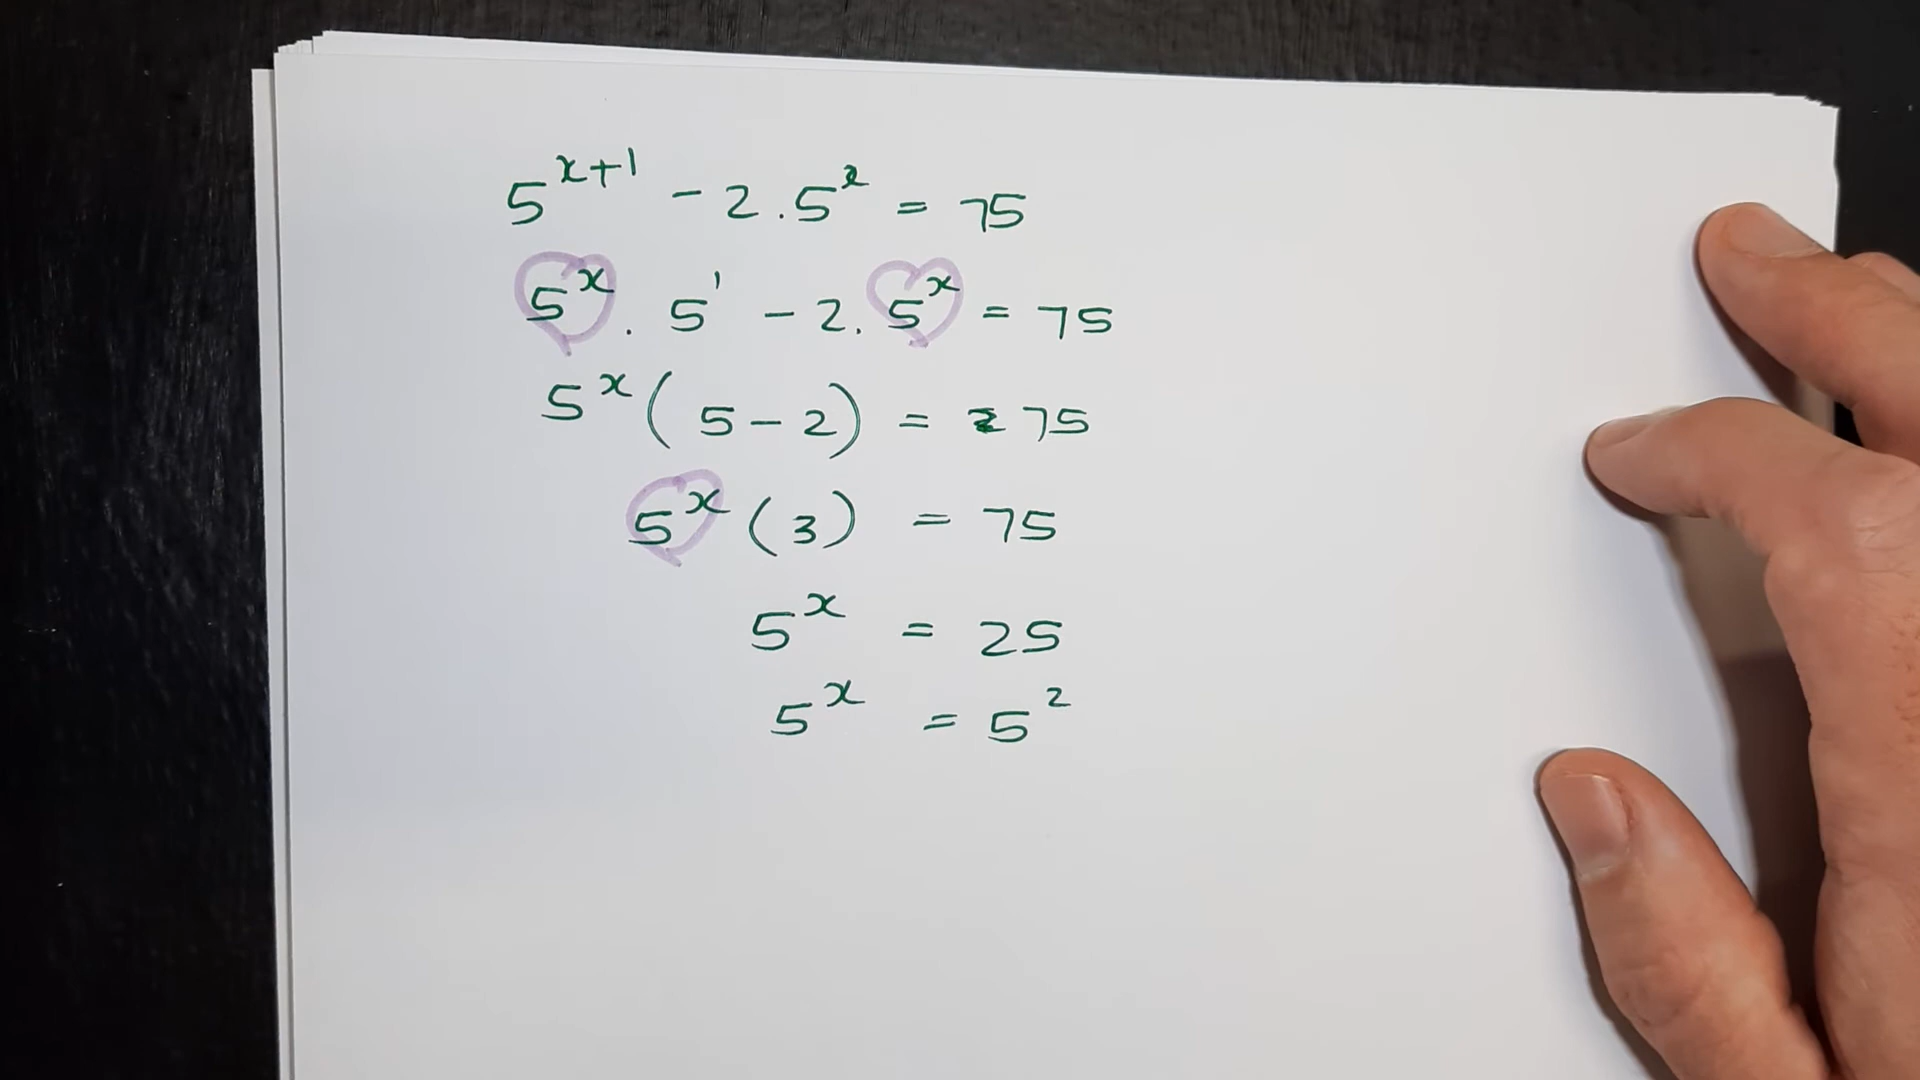 5^{x+1} - 2 . 5^x = 75
5^x . 5^1 - 2 . 5^x = 75
5^x ( 5 - 2 ) = 75
5^x ( 3 ) = 75
5^x = 25
5^x = 5^2